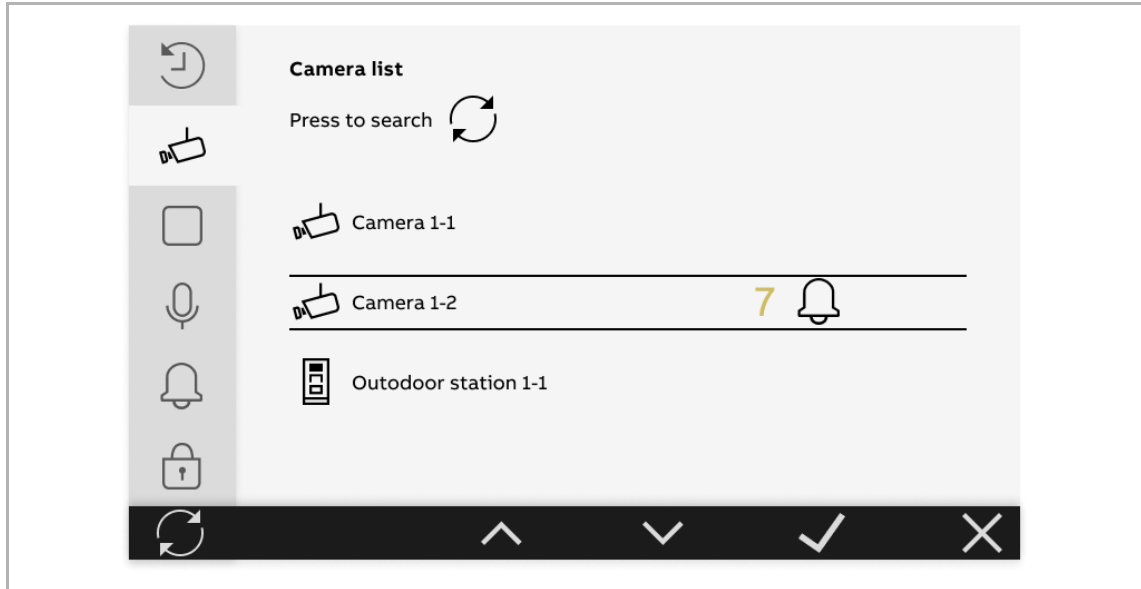 Camera list
Press to search
Camera 1-1
Camera 1-2 7
Outodoor station 1-1